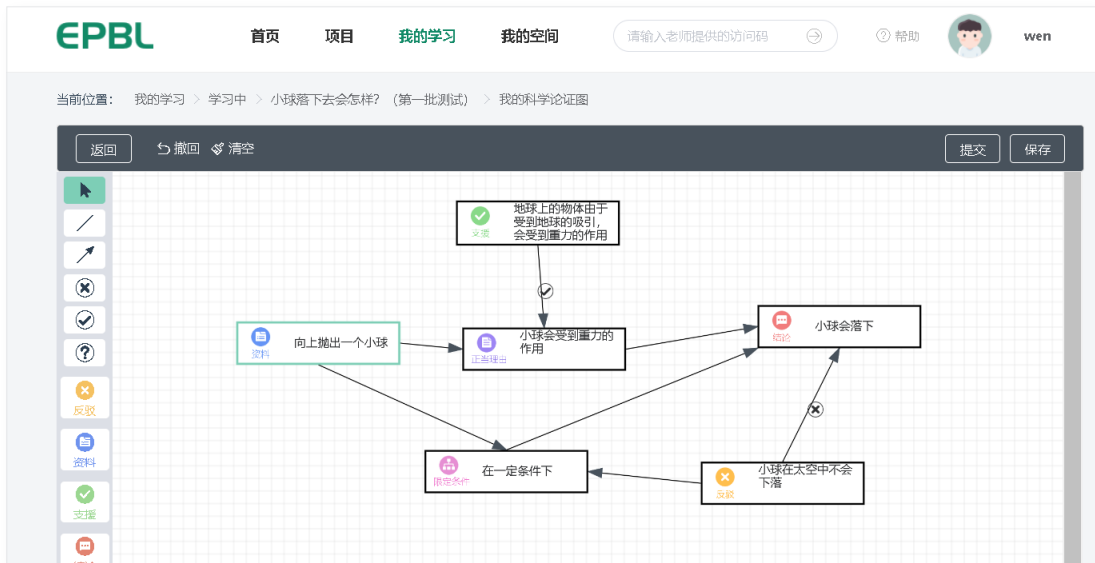 EPBL
首页 项目 我的学习 我的空间 请输入老师提供的访问码 帮助 wen
当前位置： 我的学习 > 学习中 > 小球落下去会怎样？（第一批测试） > 我的科学论证图
返回 撤回 清空 提交 保存
地球上的物体由于
受到地球的吸引，
会受到重力的作用
支援
小球会落下
结论
向上抛出一个小球
资料
小球会受到重力的
作用
正当理由
在一定条件下
限定条件
小球在太空中不会
下落
反驳
反驳
资料
支援